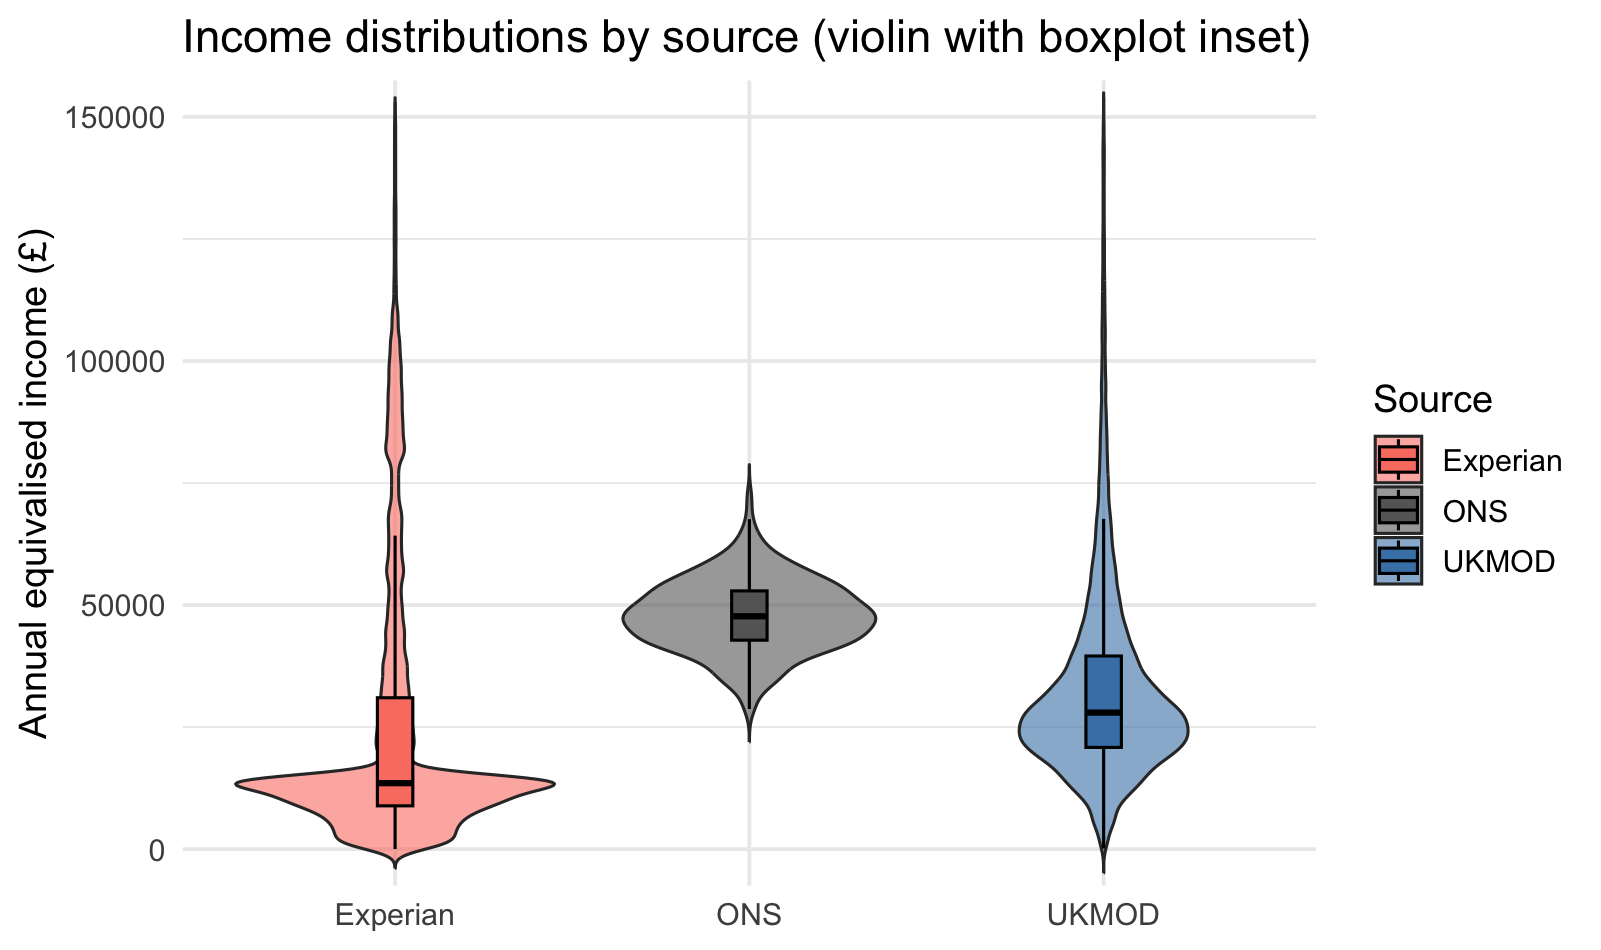 Income distributions by source (violin with boxplot inset)
Annual equivalised income (£)
150000
100000
50000
0
Experian
ONS
UKMOD
Source
Experian
ONS
UKMOD